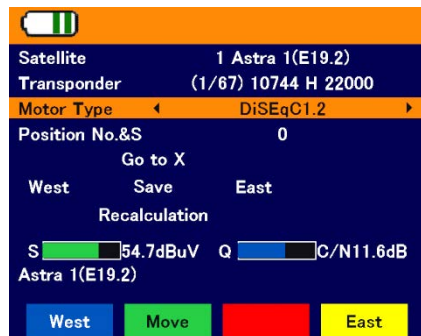 Satellite 1 Astra 1(E19.2)
Transponder (1/67) 10744 H 22000
Motor Type DiSEqC1.2
Position No.&S 0
Go to X
West Save East
Recalculation
S 54.7dBuV Q C/N11.6dB
Astra 1(E19.2)
West Move East